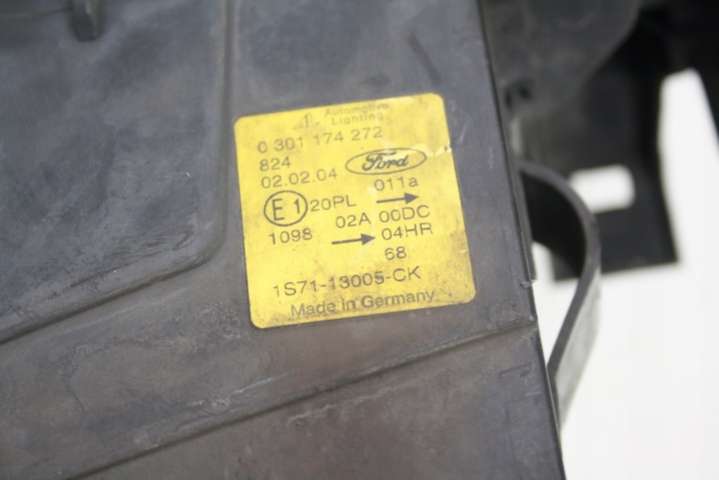 Automotive
Lighting
0 301 174 272
824 Ford
02.02.04 011a
E1 20PL →
02A 00DC
1098 → 04HR
68
1S71-13005-CK
Made in Germany